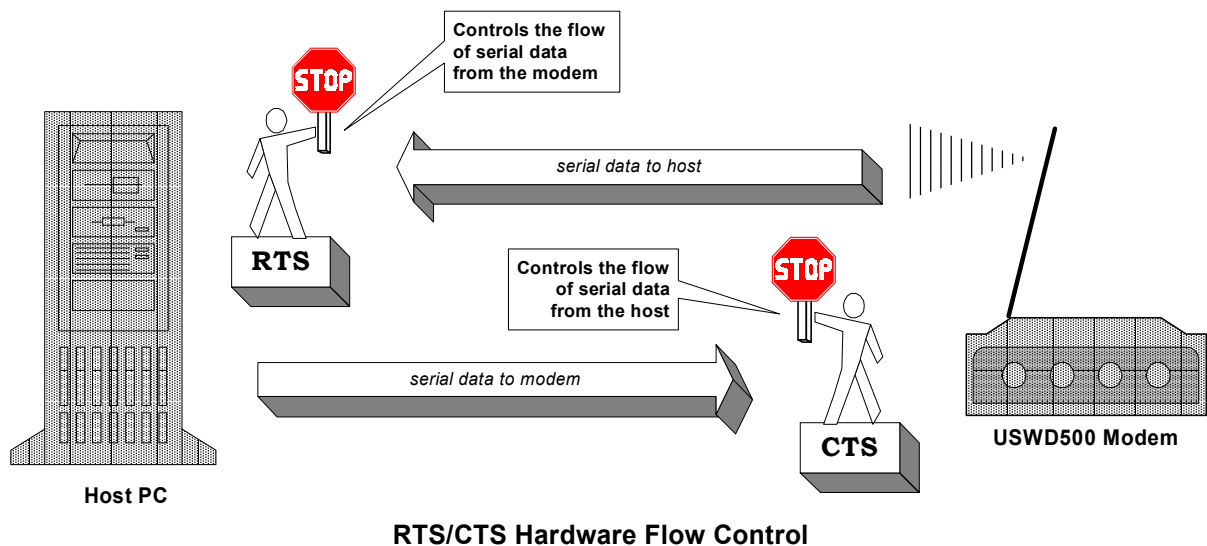 Controls the flow
of serial data
from the modem
STOP
serial data to host
RTS
Controls the flow
of serial data
from the host
STOP
serial data to modem
CTS
USWD500 Modem
Host PC
RTS/CTS Hardware Flow Control